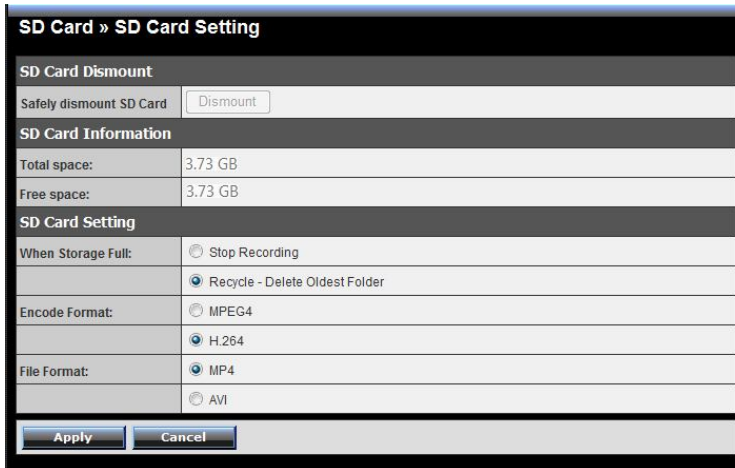 SD Card » SD Card Setting
SD Card Dismount
Safely dismount SD Card Dismount
SD Card Information
Total space: 3.73 GB
Free space: 3.73 GB
SD Card Setting
When Storage Full: Stop Recording
Recycle - Delete Oldest Folder
Encode Format: MPEG4
H.264
File Format: MP4
AVI
Apply Cancel